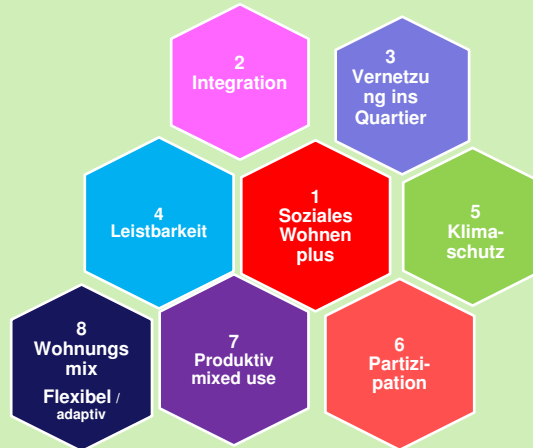 2
Integration
3
Vernetzu
ng ins
Quartier
4
Leistbarkeit
1
Soziales
Wohnen
plus
5
Klima-
schutz
8
Wohnungs
mix
Flexibel /
adaptiv
7
Produktiv
mixed use
6
Partizi-
pation